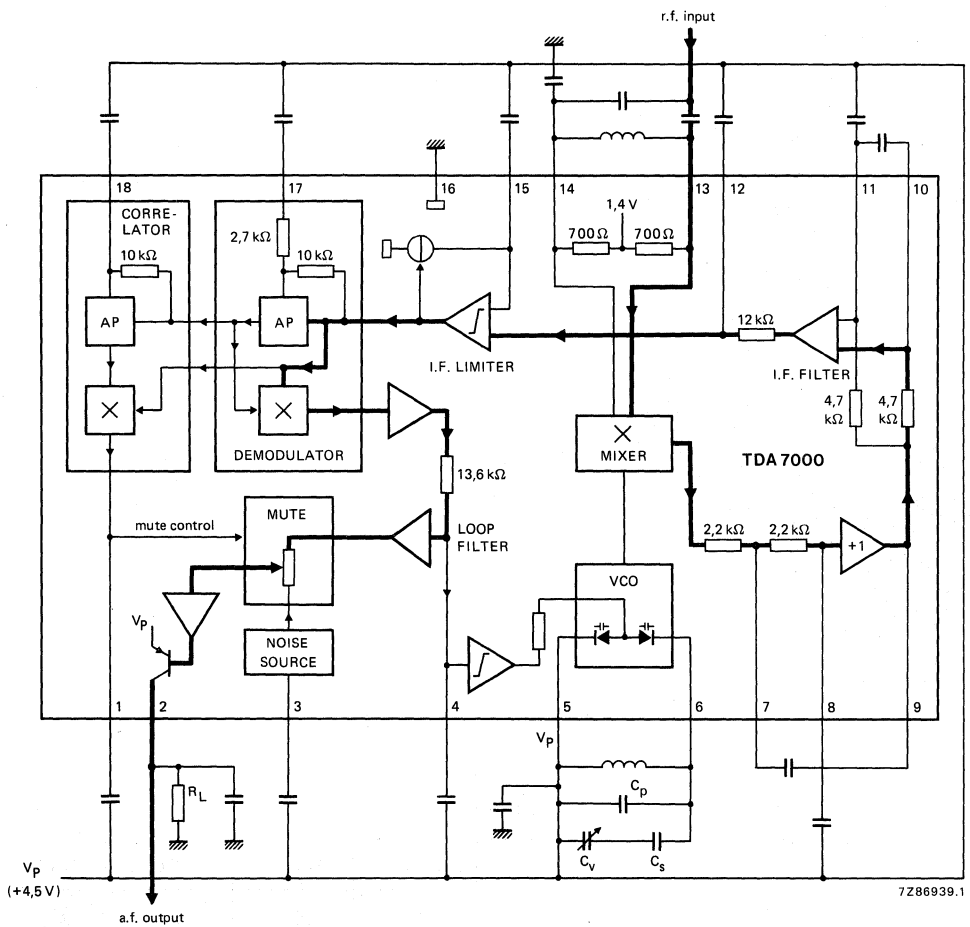 r.f. input
18
17
16
15
14
13
12
11
10
CORRE-
LATOR
2,7 kΩ
1,4 V
10 kΩ
10 kΩ
700 Ω
700 Ω
AP
AP
12 kΩ
I.F. LIMITER
I.F. FILTER
4,7
kΩ
4,7
kΩ
DEMODULATOR
MIXER
TDA 7000
13,6 kΩ
MUTE
mute control
LOOP
FILTER
2,2 kΩ
2,2 kΩ
+1
VCO
Vp
NOISE
SOURCE
1
2
3
4
5
6
7
8
9
Vp
RL
Cp
Cv
Cs
Vp
(+4,5 V)
7Z86939.1
a.f. output